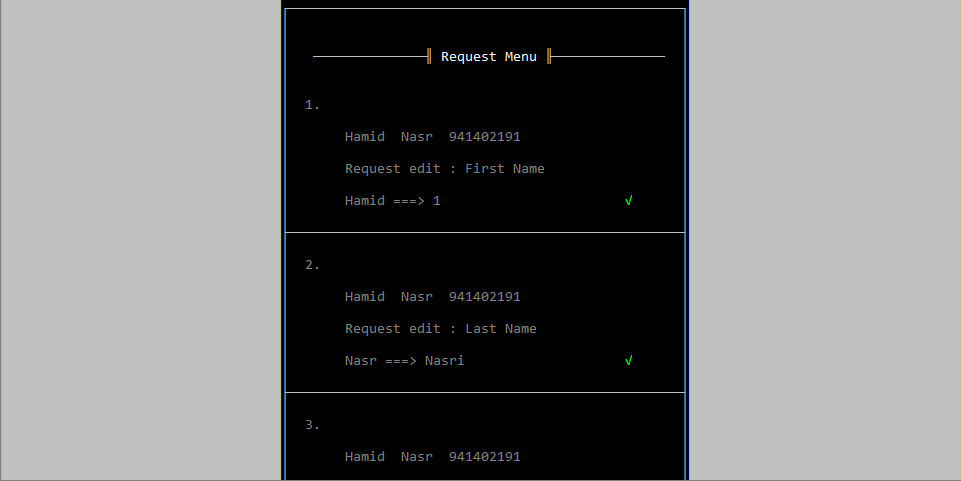 Request Menu
1.
Hamid  Nasr  941402191
Request edit : First Name
Hamid ===> 1 √
2.
Hamid  Nasr  941402191
Request edit : Last Name
Nasr ===> Nasri √
3.
Hamid  Nasr  941402191